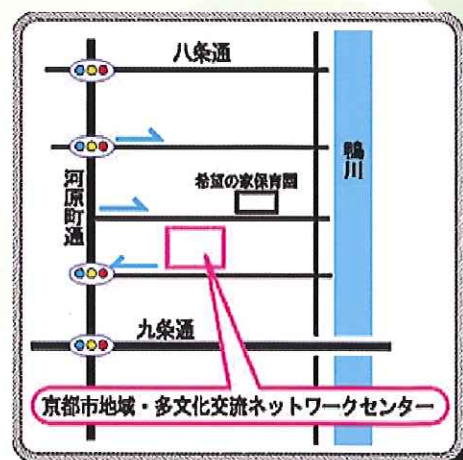 八条通
鴨川
希望の家保育園
河原町通
九条通
京都市地域・多文化交流ネットワークセンター